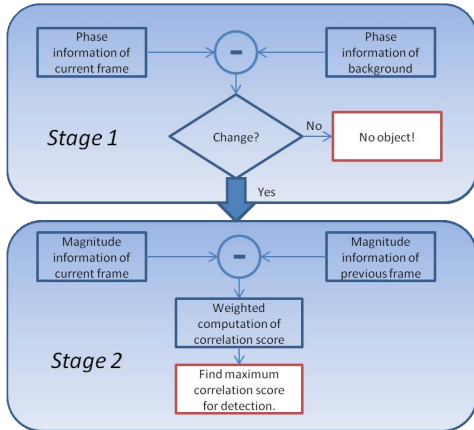 Phase
information of
current frame
-
Phase
information of
background
Stage 1
Change?
No
No object!
Yes
Magnitude
information of
current frame
-
Magnitude
information of
previous frame
Weighted
computation of
correlation score
Stage 2
Find maximum
correlation score
for detection.